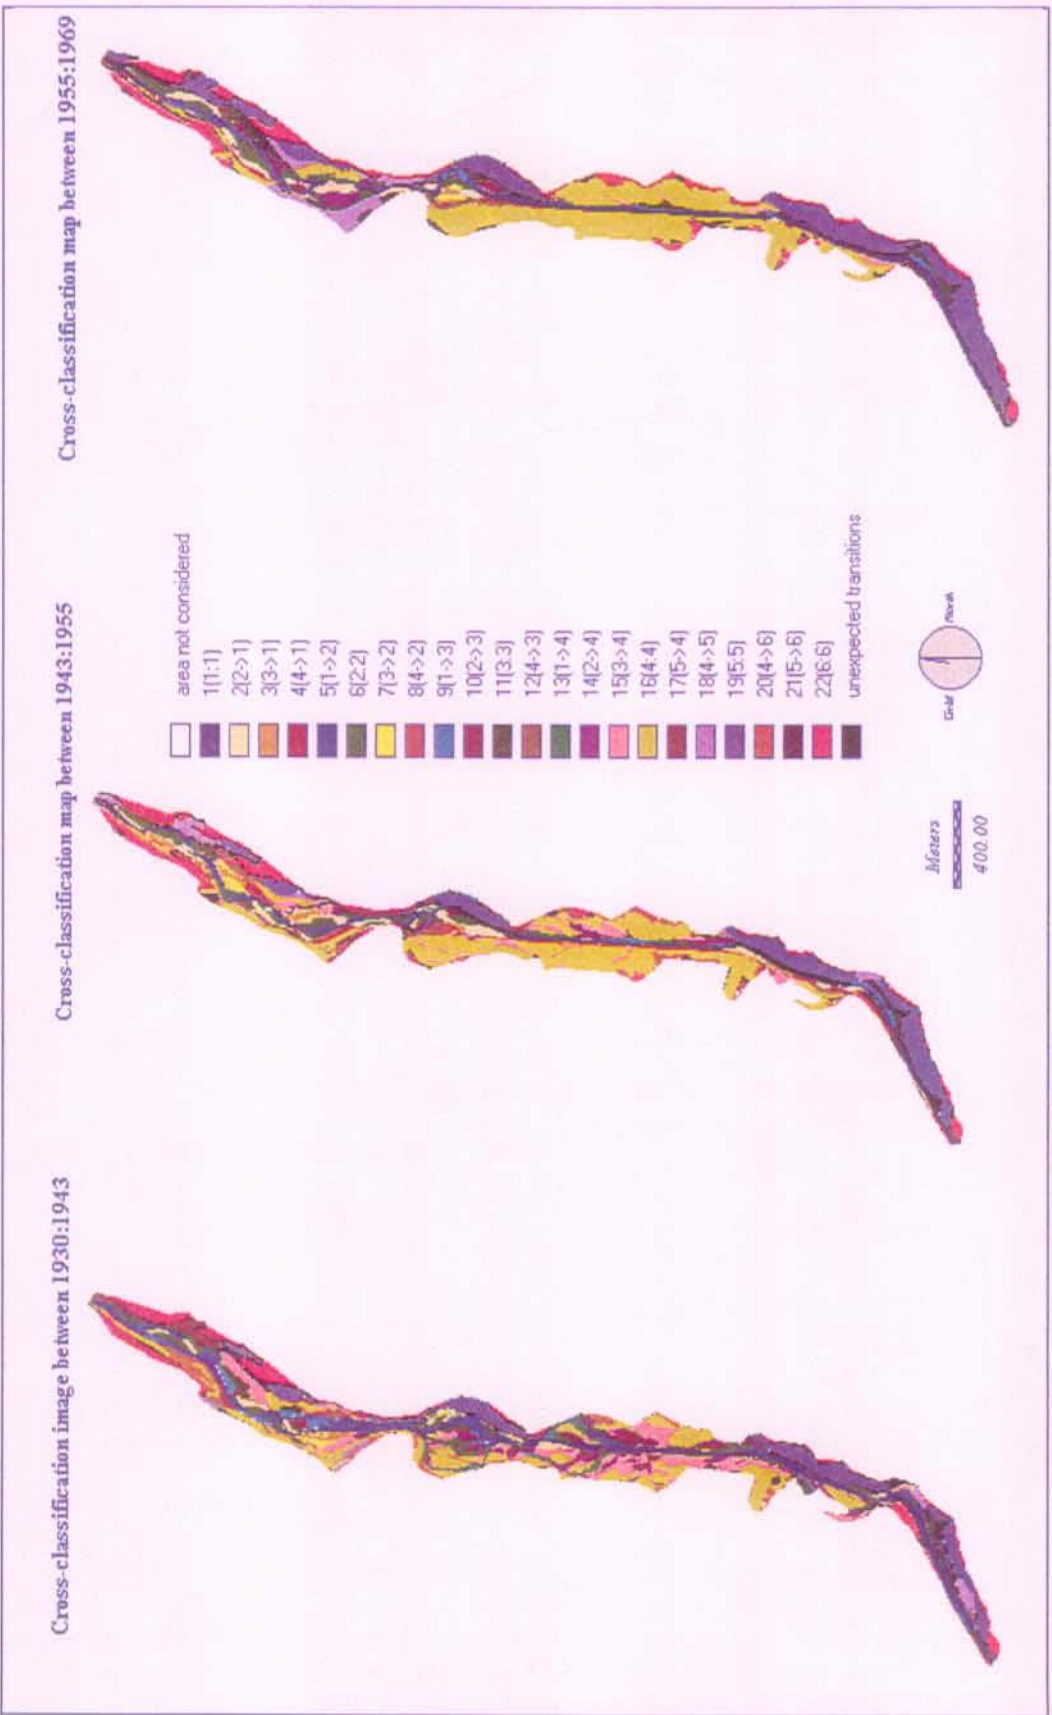 Cross-classification image between 1930:1943
Cross-classification map between 1943:1955
Cross-classification map between 1955:1969
area not considered
1[1:1]
2[2->1]
3[3->1]
4[4->1]
5[1->2]
6[2:2]
7[3->2]
8[4->2]
9[1->3]
10[2->3]
11[3:3]
12[4->3]
13[1->4]
14[2->4]
15[3->4]
16[4:4]
17[5->4]
18[4->5]
19[5:5]
20[4->6]
21[5->6]
22[6:6]
unexpected transitions
Meters
400.00
Grid
North